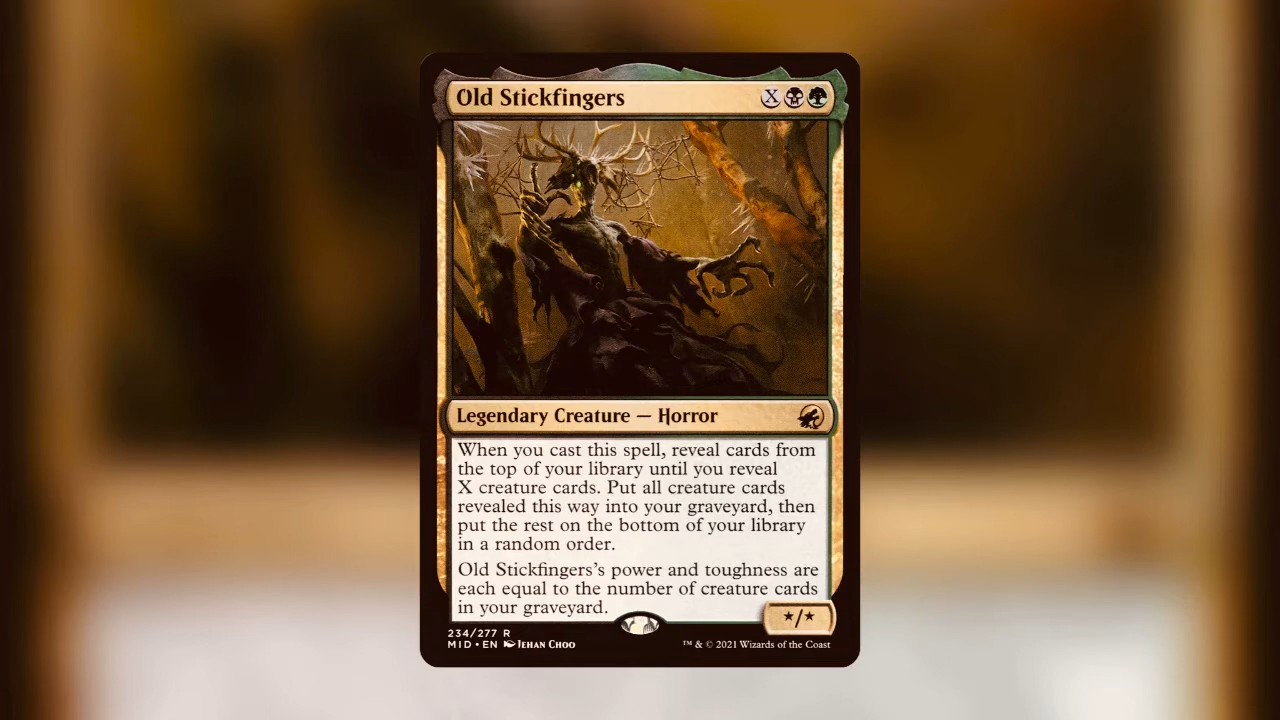 Old Stickfingers X
Legendary Creature — Horror
When you cast this spell, reveal cards from
the top of your library until you reveal
X creature cards. Put all creature cards
revealed this way into your graveyard, then
put the rest on the bottom of your library
in a random order.
Old Stickfingers's power and toughness are
each equal to the number of creature cards
in your graveyard.
★/★
234/277 R
MID • EN JEHAN CHOO
™ & © 2021 Wizards of the Coast